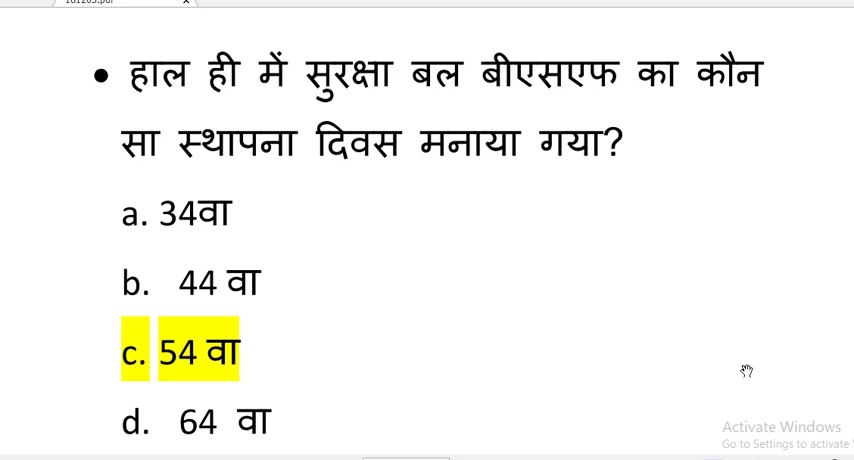 • हाल ही में सुरक्षा बल बीएसएफ का कौन
सा स्थापना दिवस मनाया गया?
a. 34वा
b. 44 वा
c. 54 वा
d. 64 वा
Activate Windows
Go to Settings to activate